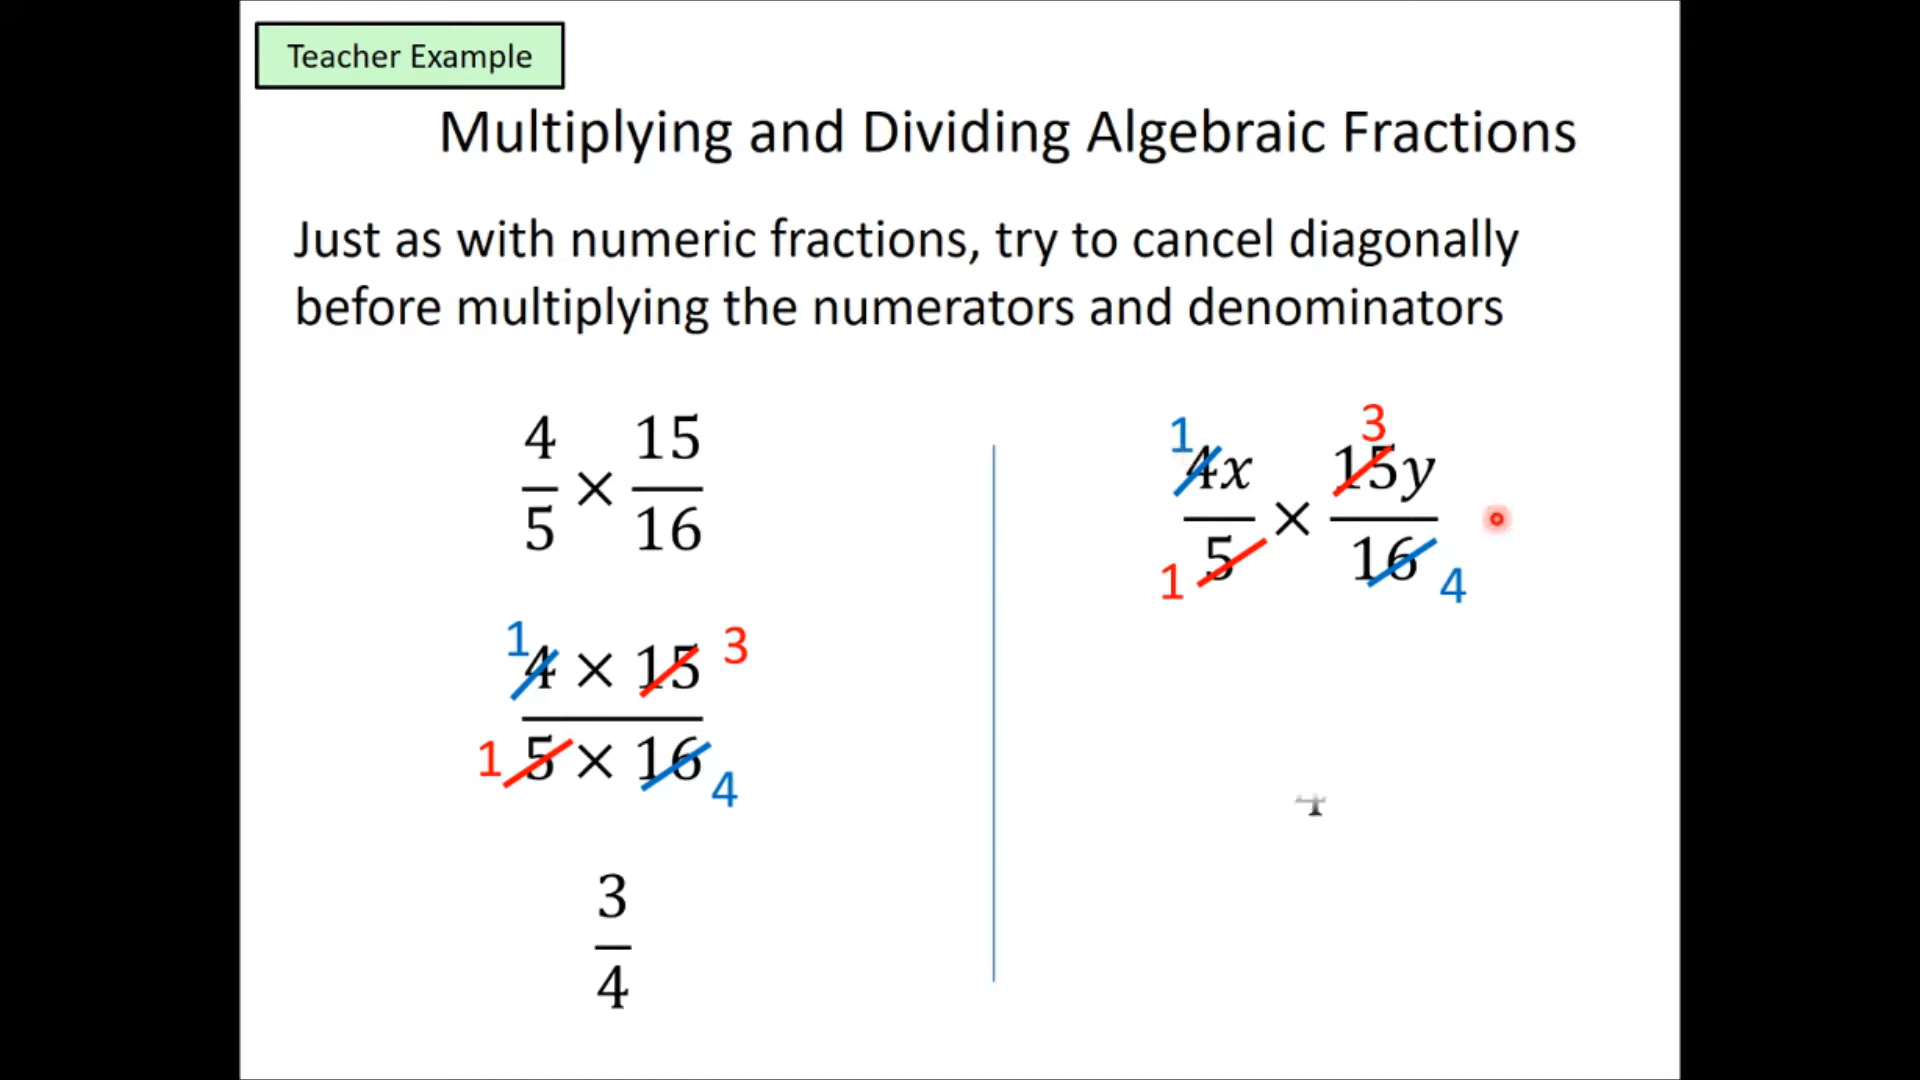 Teacher Example
Multiplying and Dividing Algebraic Fractions
Just as with numeric fractions, try to cancel diagonally
before multiplying the numerators and denominators
4 15
×
5 16
1 4 × 15 3
1 5 × 16 4
3
4
1 3
4x 15y
×
1 5 16 4